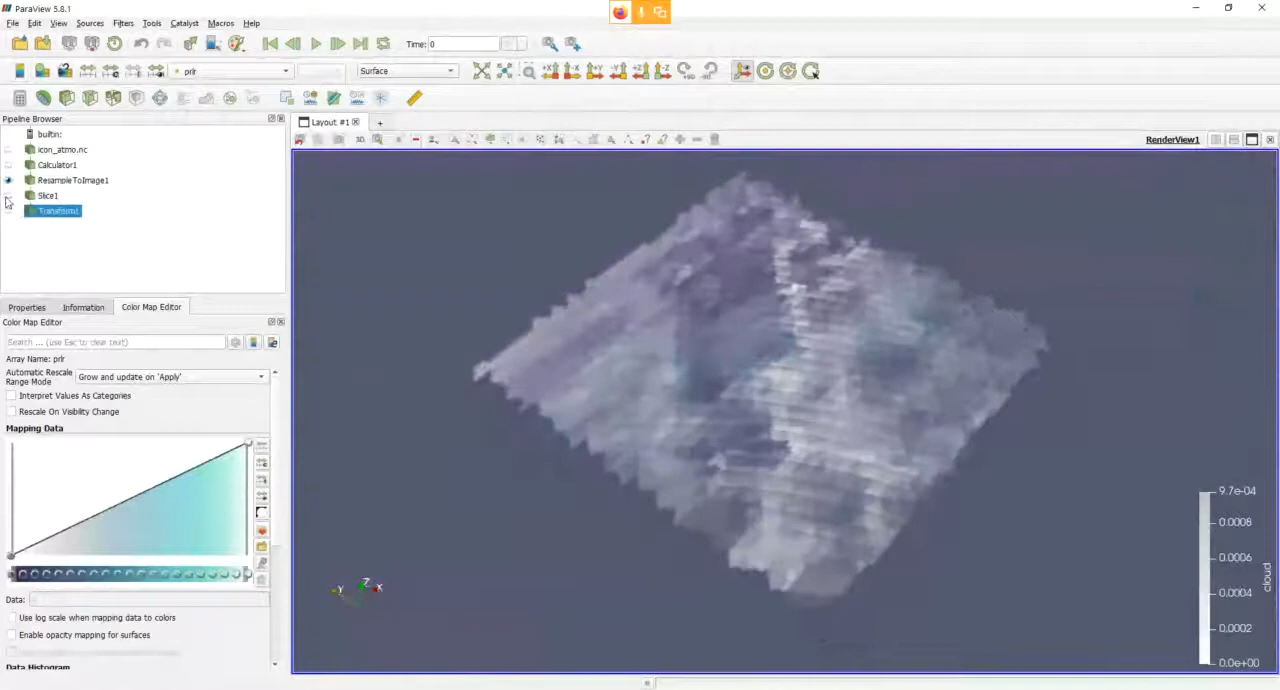 ParaView 5.8.1
File Edit View Sources Filters Tools Catalyst Macros Help
Time: 0
prlr Surface
Pipeline Browser
Layout #1
builtin:
icon_atmo.nc
Calculator1
ResampleToImage1
Slice1
Transform1
3D
RenderView1
Properties Information Color Map Editor
Color Map Editor
Search ... (use Esc to clear text)
Array Name: prlr
Automatic Rescale
Range Mode
Grow and update on 'Apply'
Interpret Values As Categories
Rescale On Visibility Change
Mapping Data
Data:
Use log scale when mapping data to colors
Enable opacity mapping for surfaces
Data Histogram
Y Z X
9.7e-04
0.0008
0.0006
0.0004
0.0002
0.0e+00
cloud